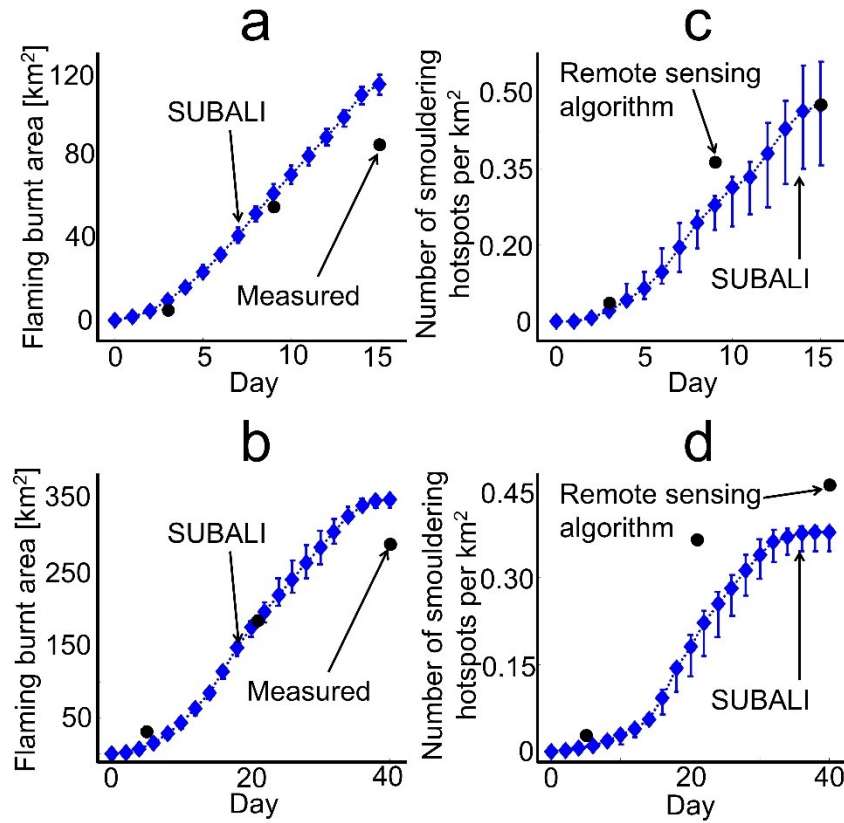 a
Flaming burnt area [km²]
120
80
40
0
SUBALI
Measured
0 5 10 15
Day
c
Number of smouldering
hotspots per km²
0.50
0.35
0.20
0
Remote sensing
algorithm
SUBALI
0 5 10 15
Day
b
Flaming burnt area [km²]
350
250
150
50
SUBALI
Measured
0 20 40
Day
d
Number of smouldering
hotspots per km²
0.45
0.30
0.15
0
Remote sensing
algorithm
SUBALI
0 20 40
Day